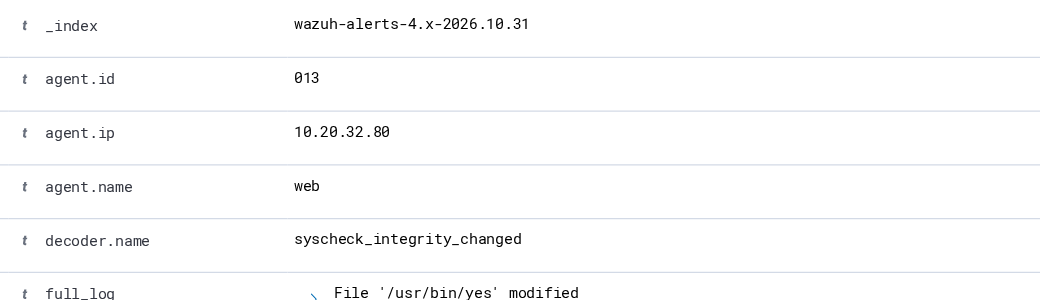 t _index wazuh-alerts-4.x-2026.10.31
t agent.id 013
t agent.ip 10.20.32.80
t agent.name web
t decoder.name syscheck_integrity_changed
t full_log File '/usr/bin/yes' modified